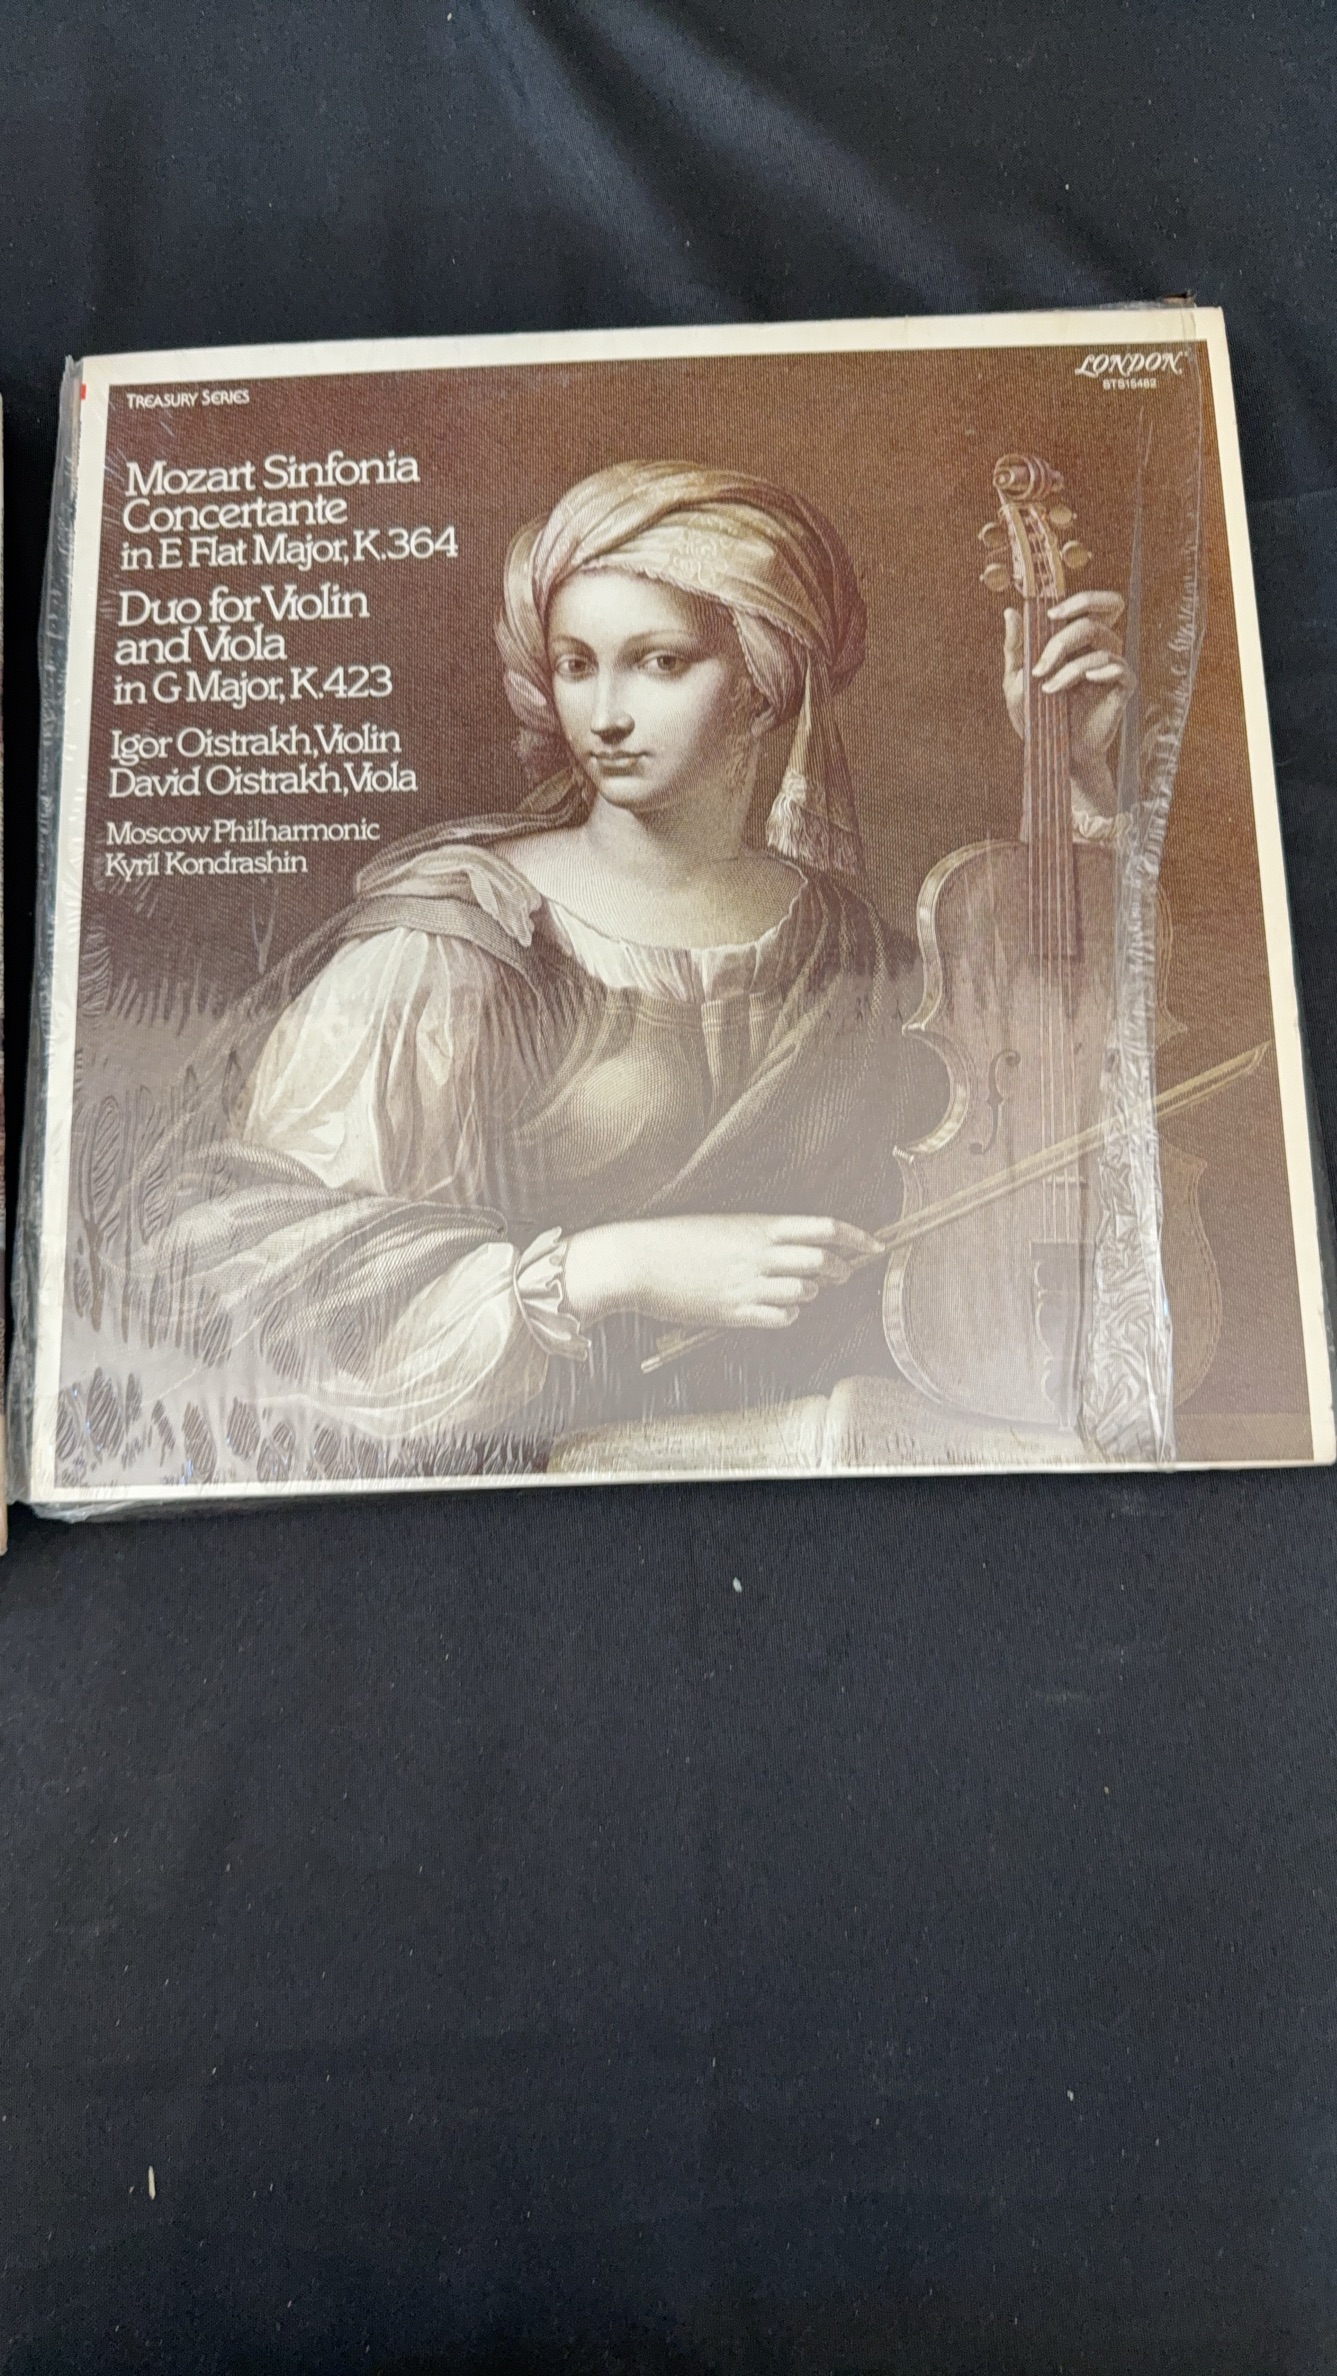 TREASURY SERIES
LONDON
STS15482
Mozart Sinfonia
Concertante
in E Flat Major, K.364
Duo for Violin
and Viola
in G Major, K.423
Igor Oistrakh, Violin
David Oistrakh, Viola
Moscow Philharmonic
Kyril Kondrashin